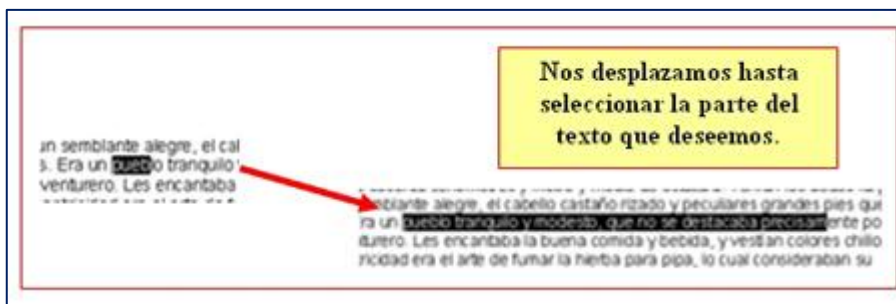 Nos desplazamos hasta
seleccionar la parte del
texto que deseemos.
un semblante alegre, el cal
s. Era un pueblo tranquilo
venturero. Les encantaba
mblante alegre, el cabello castaño rizado y peculiares grandes pies que
ra un pueblo tranquilo y modesto, que no se destacaba precisamente po
iturero. Les encantaba la buena comida y bebida, y vestían colores chillo
tricidad era el arte de fumar la hierba para pipa, lo cual consideraban su